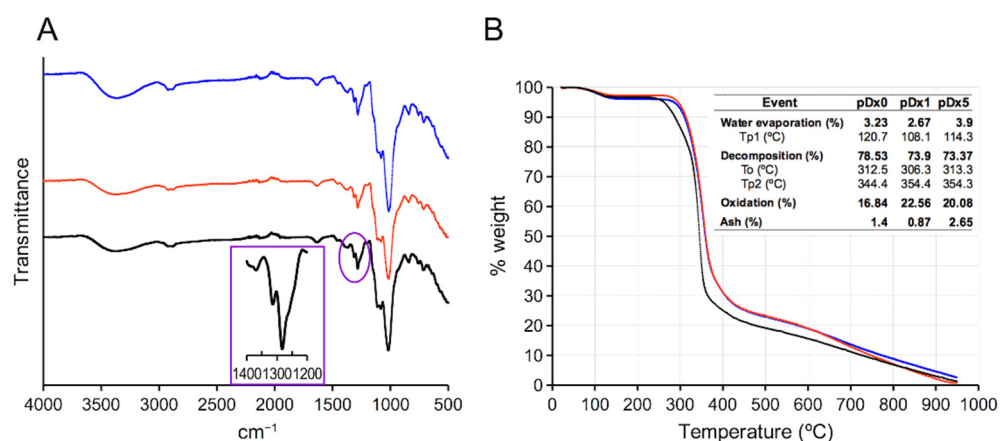 A
Transmittance
1400 1300 1200
4000 3500 3000 2500 2000 1500 1000 500
cm⁻¹
B
% weight
100
90
80
70
60
50
40
30
20
10
0
Event pDx0 pDx1 pDx5
Water evaporation (%) 3.23 2.67 3.9
Tp1 (ºC) 120.7 108.1 114.3
Decomposition (%) 78.53 73.9 73.37
To (ºC) 312.5 306.3 313.3
Tp2 (ºC) 344.4 354.4 354.3
Oxidation (%) 16.84 22.56 20.08
Ash (%) 1.4 0.87 2.65
0 100 200 300 400 500 600 700 800 900 1000
Temperature (ºC)